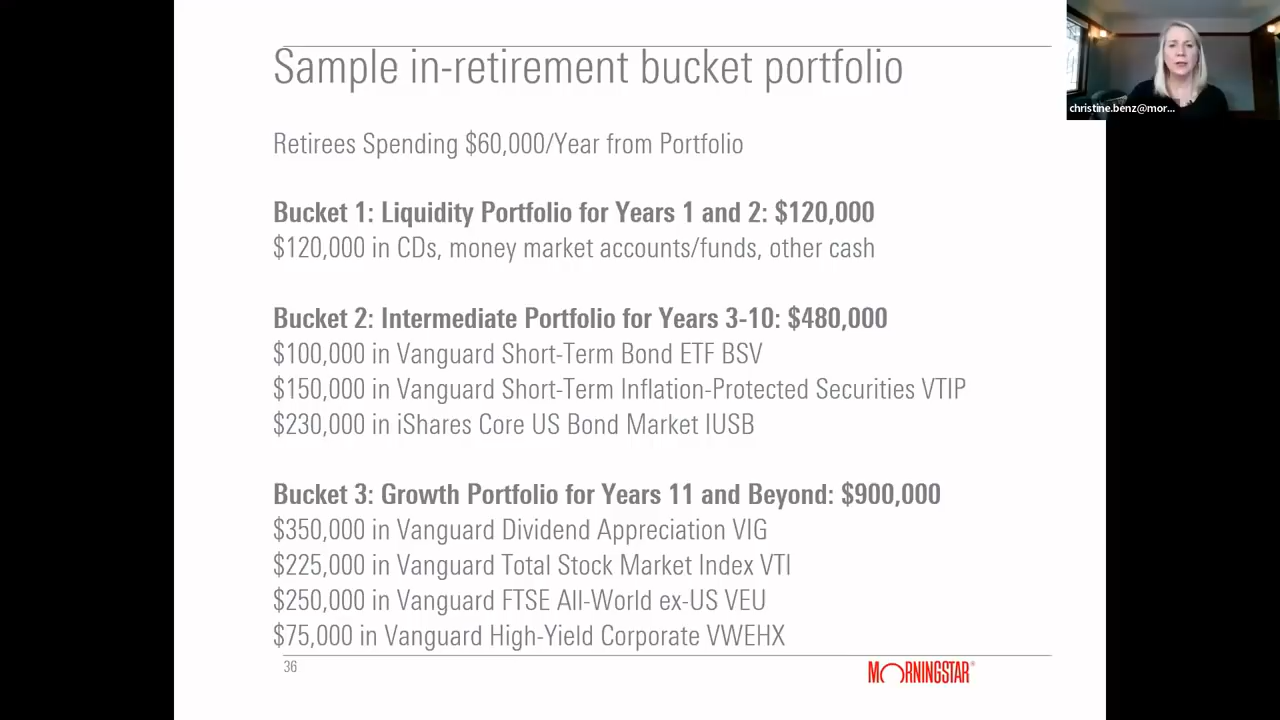 Sample in-retirement bucket portfolio
christine.benz@mor...
Retirees Spending $60,000/Year from Portfolio
Bucket 1: Liquidity Portfolio for Years 1 and 2: $120,000
$120,000 in CDs, money market accounts/funds, other cash
Bucket 2: Intermediate Portfolio for Years 3-10: $480,000
$100,000 in Vanguard Short-Term Bond ETF BSV
$150,000 in Vanguard Short-Term Inflation-Protected Securities VTIP
$230,000 in iShares Core US Bond Market IUSB
Bucket 3: Growth Portfolio for Years 11 and Beyond: $900,000
$350,000 in Vanguard Dividend Appreciation VIG
$225,000 in Vanguard Total Stock Market Index VTI
$250,000 in Vanguard FTSE All-World ex-US VEU
$75,000 in Vanguard High-Yield Corporate VWEHX
36
MORNINGSTAR®